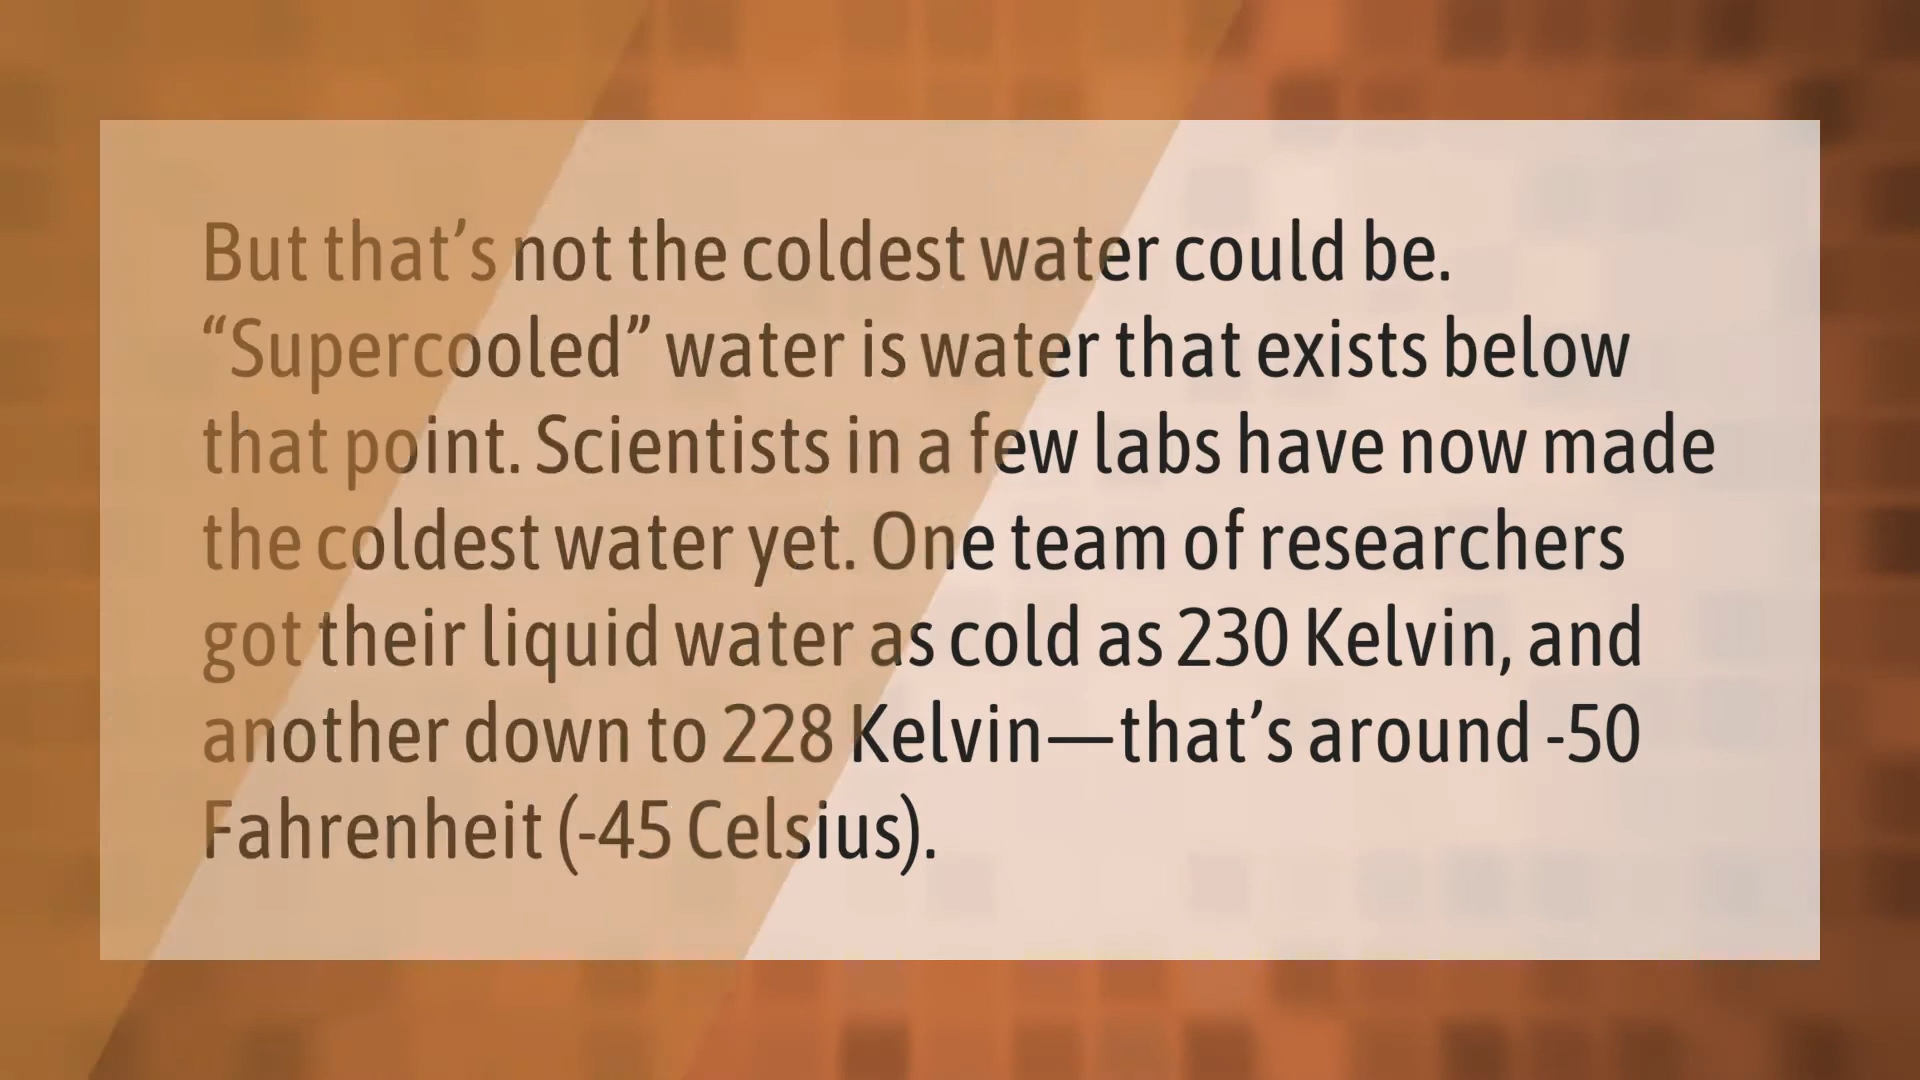 But that’s not the coldest water could be.
“Supercooled” water is water that exists below
that point. Scientists in a few labs have now made
the coldest water yet. One team of researchers
got their liquid water as cold as 230 Kelvin, and
another down to 228 Kelvin—that’s around -50
Fahrenheit (-45 Celsius).